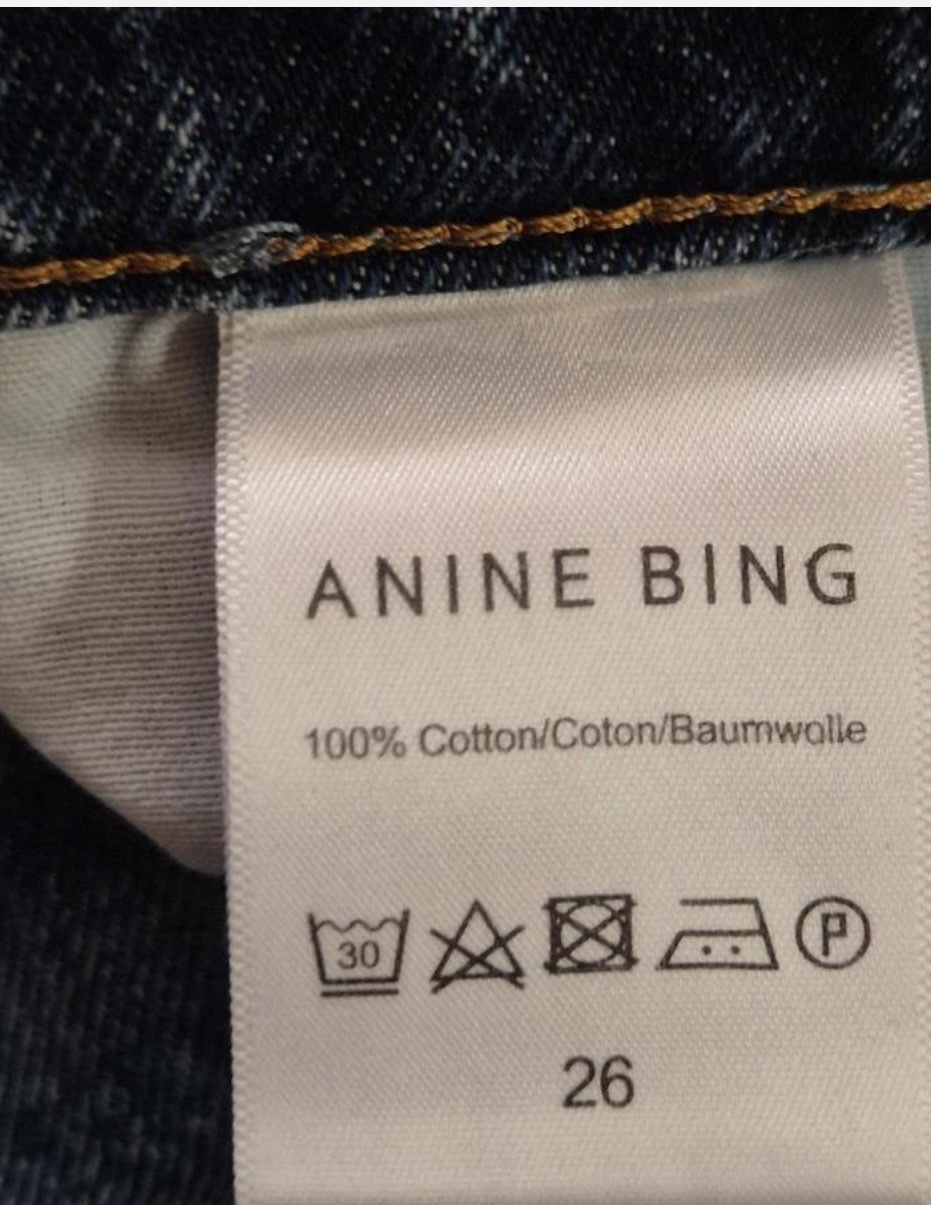 ANINE BING
100% Cotton/Coton/Baumwolle
30 P
26